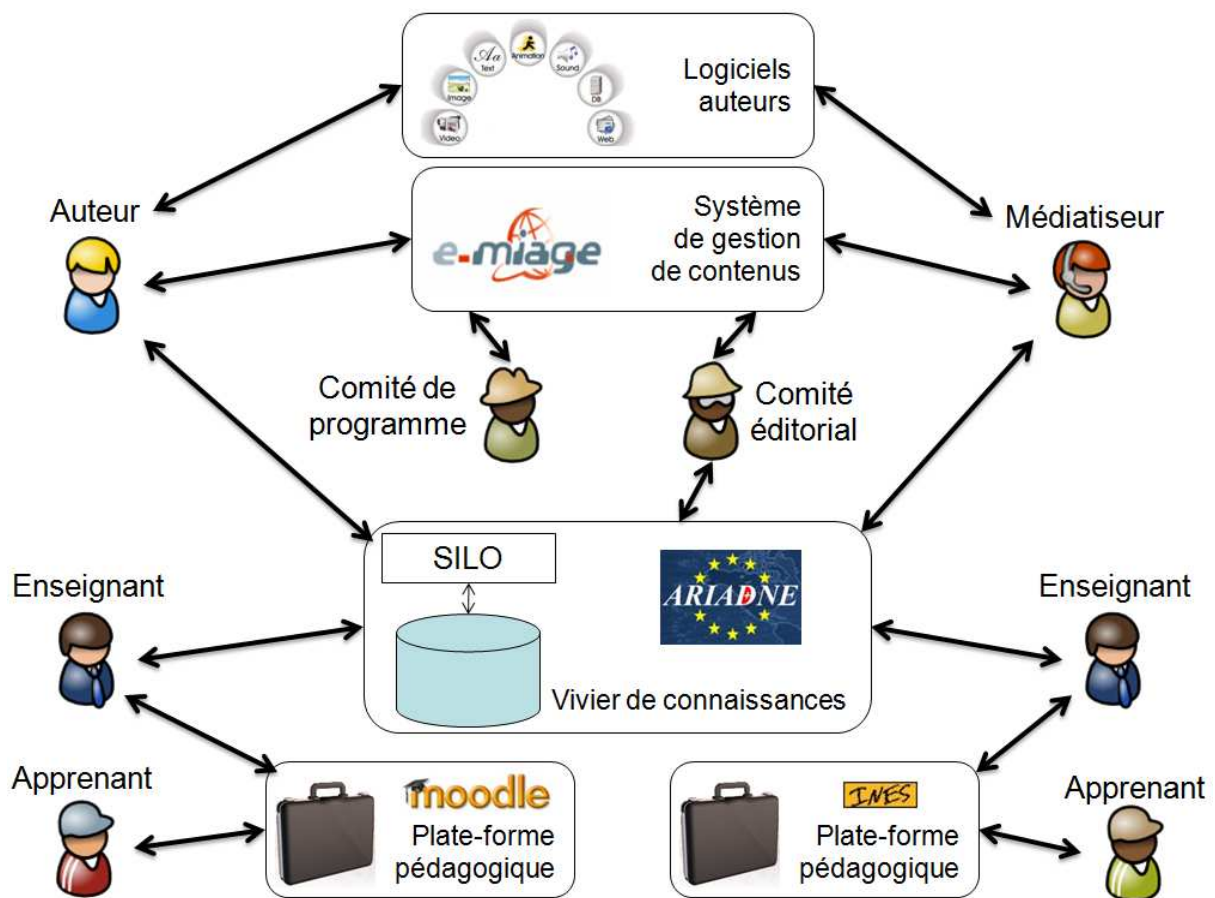 Animation
Aa
Text
Sound
Image
DB
Video
Web
Logiciels
auteurs
Auteur
e-miage
Système
de gestion
de contenus
Médiatiseur
Comité de
programme
Comité
éditorial
SILO
ARIADNE
Vivier de connaissances
Enseignant
Enseignant
Apprenant
moodle
Plate-forme
pédagogique
INES
Plate-forme
pédagogique
Apprenant